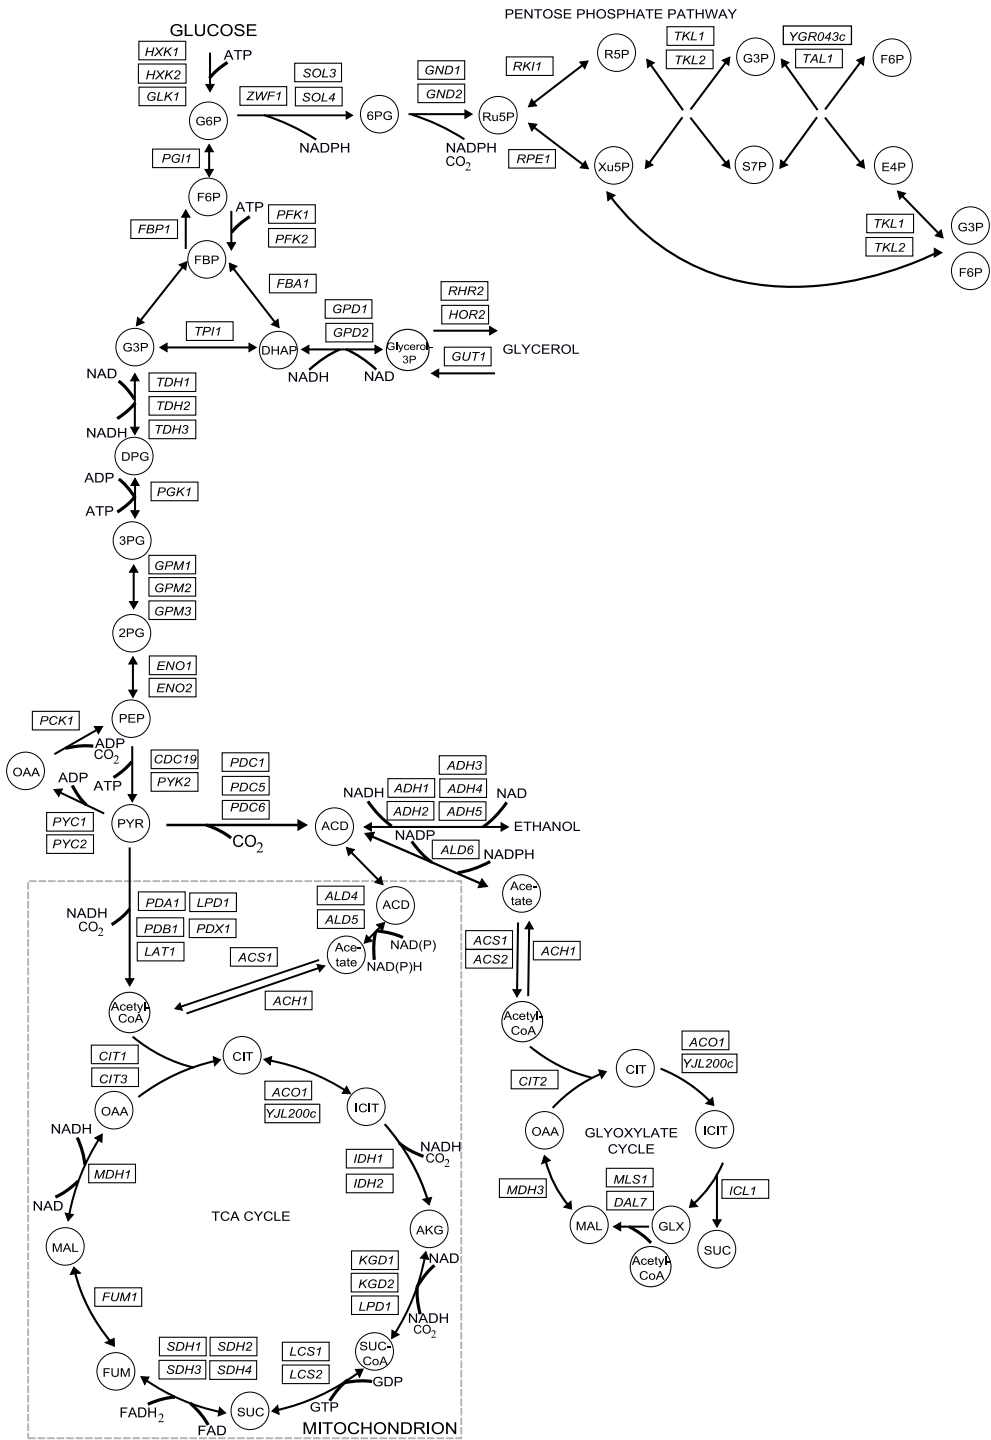 PENTOSE PHOSPHATE PATHWAY
GLUCOSE
HXK1
HXK2
GLK1
ATP
G6P
ZWF1
SOL3
SOL4
NADPH
6PG
GND1
GND2
NADPH
CO2
Ru5P
RKI1
RPE1
R5P
Xu5P
TKL1
TKL2
G3P
S7P
YGR043c
TAL1
F6P
E4P
TKL1
TKL2
G3P
F6P
PGI1
F6P
FBP1
ATP
PFK1
PFK2
FBP
FBA1
G3P
TPI1
DHAP
GPD1
GPD2
NADH
NAD
Glycerol-
3P
RHR2
HOR2
GLYCEROL
GUT1
NAD
NADH
TDH1
TDH2
TDH3
DPG
ADP
ATP
PGK1
3PG
GPM1
GPM2
GPM3
2PG
ENO1
ENO2
PEP
PCK1
ADP
CO2
OAA
ADP
ATP
CDC19
PYK2
PYC1
PYC2
PYR
PDC1
PDC5
PDC6
CO2
ACD
NADH
ADH1
ADH2
ADH3
ADH4
ADH5
NAD
ETHANOL
NADP
ALD6
NADPH
Ace-
tate
ACS1
ACS2
ACH1
Acetyl-
CoA
NADH
CO2
PDA1
LPD1
PDB1
PDX1
LAT1
ALD4
ALD5
ACD
NAD(P)
NAD(P)H
Ace-
tate
ACS1
ACH1
Acetyl-
CoA
CIT1
CIT3
CIT
ACO1
YJL200c
ICIT
OAA
NADH
NAD
MDH1
IDH1
IDH2
NADH
CO2
TCA CYCLE
AKG
MAL
KGD1
KGD2
LPD1
NAD
NADH
CO2
FUM1
FUM
SDH1
SDH2
SDH3
SDH4
FADH2
FAD
SUC
LCS1
LCS2
GTP
GDP
SUC-
CoA
MITOCHONDRION
CIT2
CIT
ACO1
YJL200c
OAA
ICIT
GLYOXYLATE
CYCLE
MDH3
MLS1
DAL7
ICL1
MAL
GLX
SUC
Acetyl-
CoA